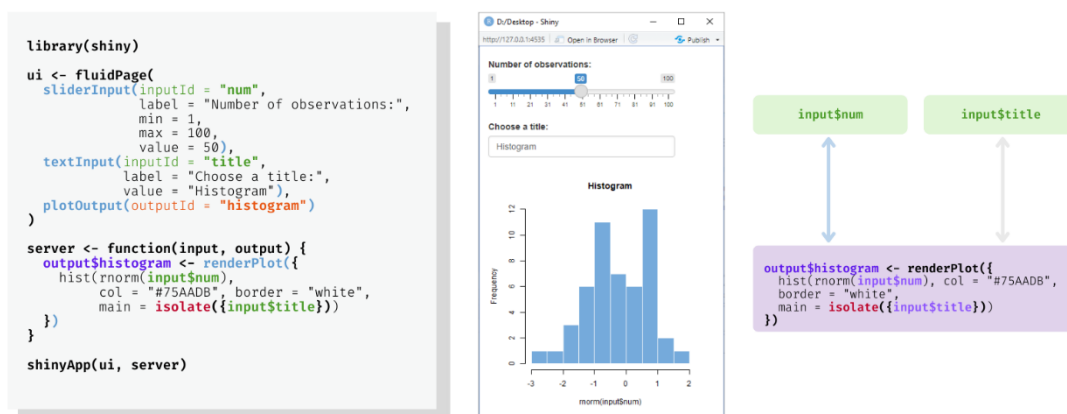 library(shiny)
ui <- fluidPage(
sliderInput(inputId = "num",
label = "Number of observations:",
min = 1,
max = 100,
value = 50),
textInput(inputId = "title",
label = "Choose a title:",
value = "Histogram"),
plotOutput(outputId = "histogram")
)
server <- function(input, output) {
output$histogram <- renderPlot({
hist(rnorm(input$num),
col = "#75AADB", border = "white",
main = isolate({input$title}))
})
}
shinyApp(ui, server)
D:/Desktop - Shiny
http://127.0.0.1:4535 Open in Browser Publish
Number of observations:
1 50 100
1 11 21 31 41 51 61 71 81 91 100
Choose a title:
Histogram
Histogram
Frequency
12
10
8
6
4
2
0
-3 -2 -1 0 1 2
rnorm(input$num)
input$num input$title
output$histogram <- renderPlot({
hist(rnorm(input$num), col = "#75AADB",
border = "white",
main = isolate({input$title}))
})